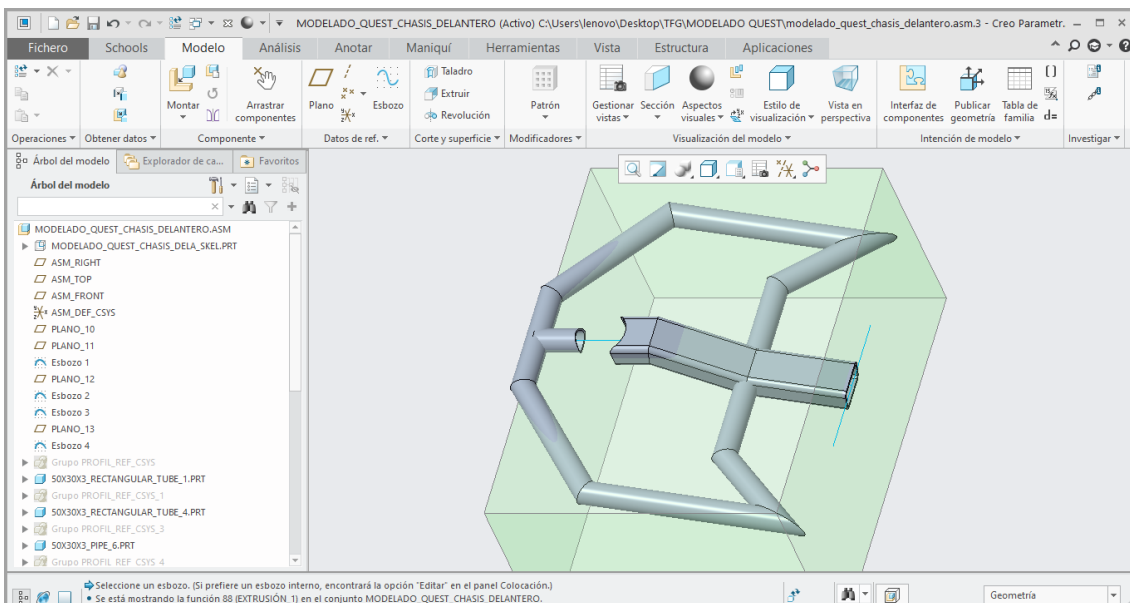 MODELADO_QUEST_CHASIS_DELANTERO (Activo) C:\Users\lenovo\Desktop\TFG\MODELADO QUEST\modelado_quest_chasis_delantero.asm.3 - Creo Parametr.
Fichero Schools Modelo Análisis Anotar Maniquí Herramientas Vista Estructura Aplicaciones
Montar Arrastrar componentes Plano Esbozo Taladro Extruir Revolución Patrón Gestionar vistas Sección Aspectos visuales Estilo de visualización Vista en perspectiva Interfaz de componentes Publicar geometría Tabla de familia d=
Operaciones Obtener datos Componente Datos de ref. Corte y superficie Modificadores Visualización del modelo Intención de modelo Investigar
Árbol del modelo Explorador de ca... Favoritos
Árbol del modelo
MODELADO_QUEST_CHASIS_DELANTERO.ASM
MODELADO_QUEST_CHASIS_DELA_SKEL.PRT
ASM_RIGHT
ASM_TOP
ASM_FRONT
ASM_DEF_CSYS
PLANO_10
PLANO_11
Esbozo 1
PLANO_12
Esbozo 2
Esbozo 3
PLANO_13
Esbozo 4
Grupo PROFIL_REF_CSYS
50X30X3_RECTANGULAR_TUBE_1.PRT
Grupo PROFIL_REF_CSYS_1
50X30X3_RECTANGULAR_TUBE_4.PRT
Grupo PROFIL_REF_CSYS_3
50X30X3_PIPE_6.PRT
Grupo PROFIL_REF_CSYS_4
Seleccione un esbozo. (Si prefiere un esbozo interno, encontrará la opción "Editar" en el panel Colocación.)
• Se está mostrando la función 88 (EXTRUSIÓN_1) en el conjunto MODELADO_QUEST_CHASIS_DELANTERO.
Geometría